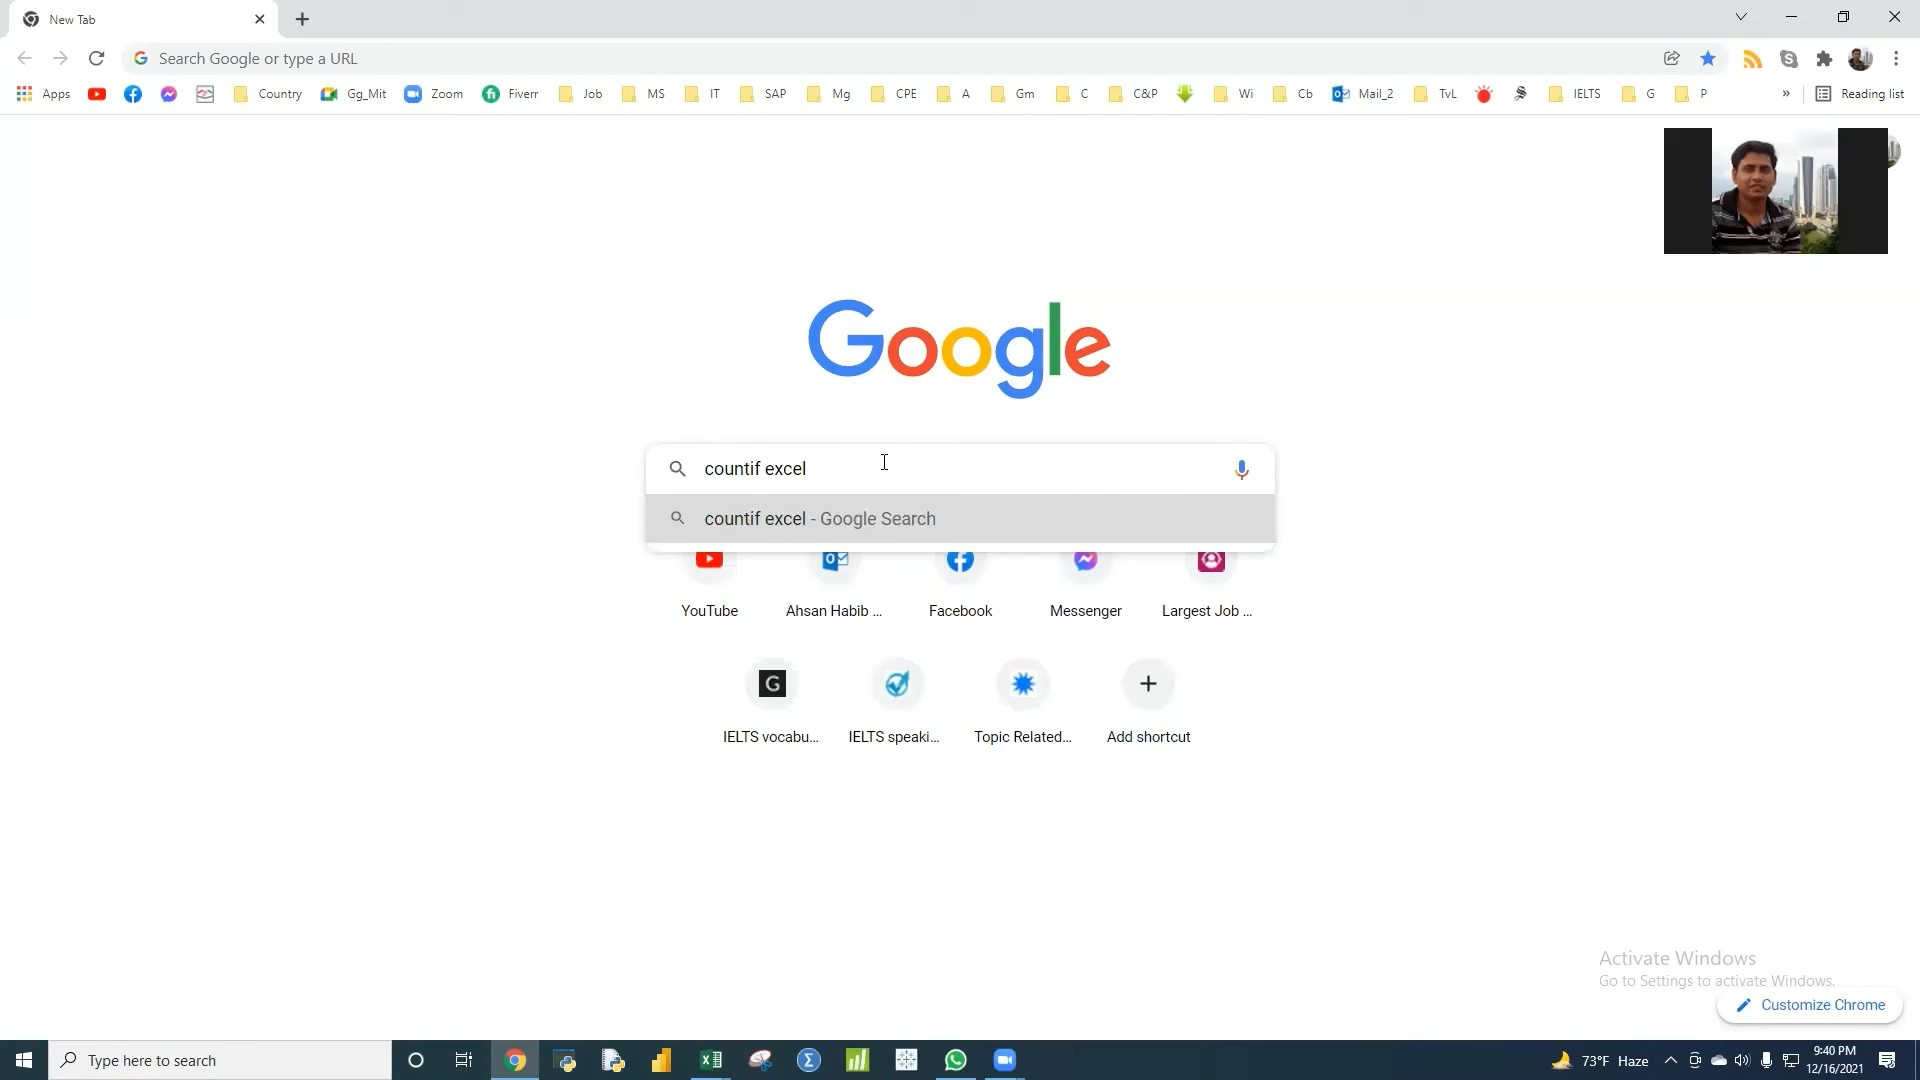 New Tab
Search Google or type a URL
Apps Country Gg_Mit Zoom Fiverr Job MS IT SAP Mg CPE A Gm C C&P Wi Cb Mail_2 TvL IELTS G P » Reading list
Google
countif excel
countif excel - Google Search
YouTube Ahsan Habib ... Facebook Messenger Largest Job ...
G
IELTS vocabu... IELTS speaki... Topic Related... Add shortcut
Activate Windows
Go to Settings to activate Windows.
Customize Chrome
Type here to search
73°F Haze
9:40 PM
12/16/2021